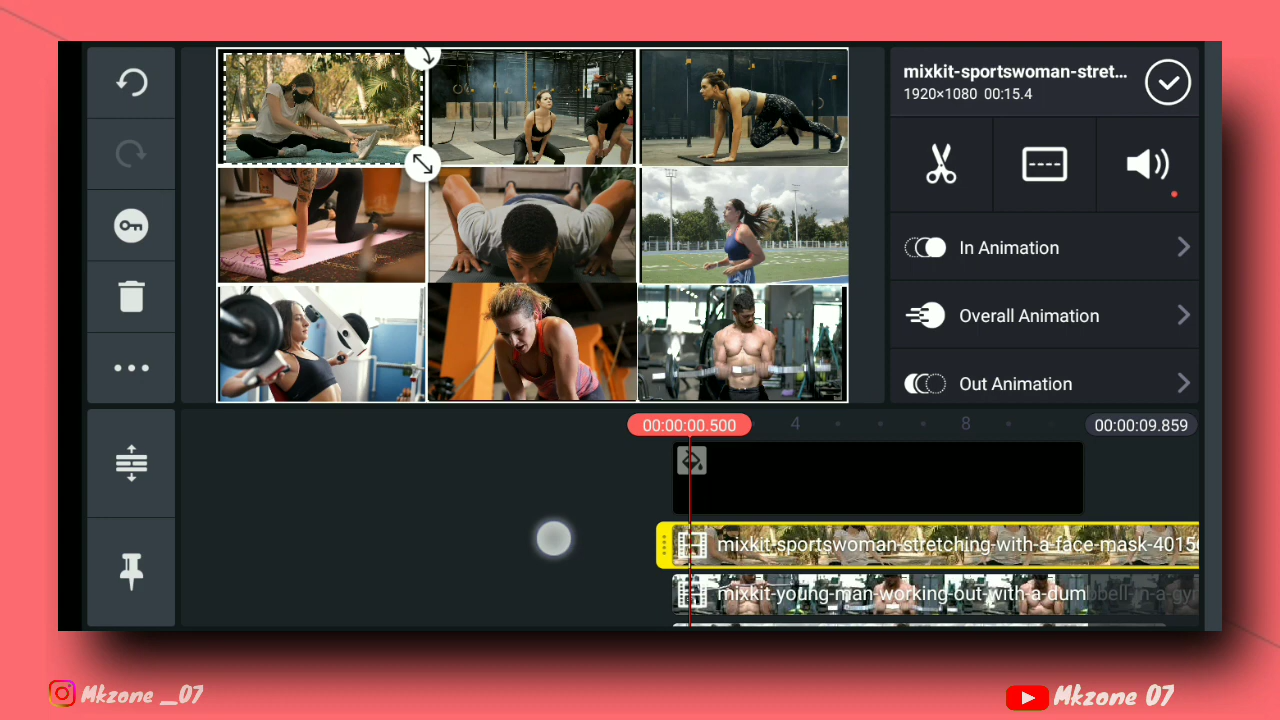 mixkit-sportswoman-stret...
1920×1080 00:15.4
In Animation
Overall Animation
Out Animation
00:00:00.500
4
8
00:00:09.859
mixkit-sportswoman-stretching-with-a-face-mask-4015
mixkit-young-man-working-out-with-a-dumbbell-in-a-gy
Mkzone _07
Mkzone 07